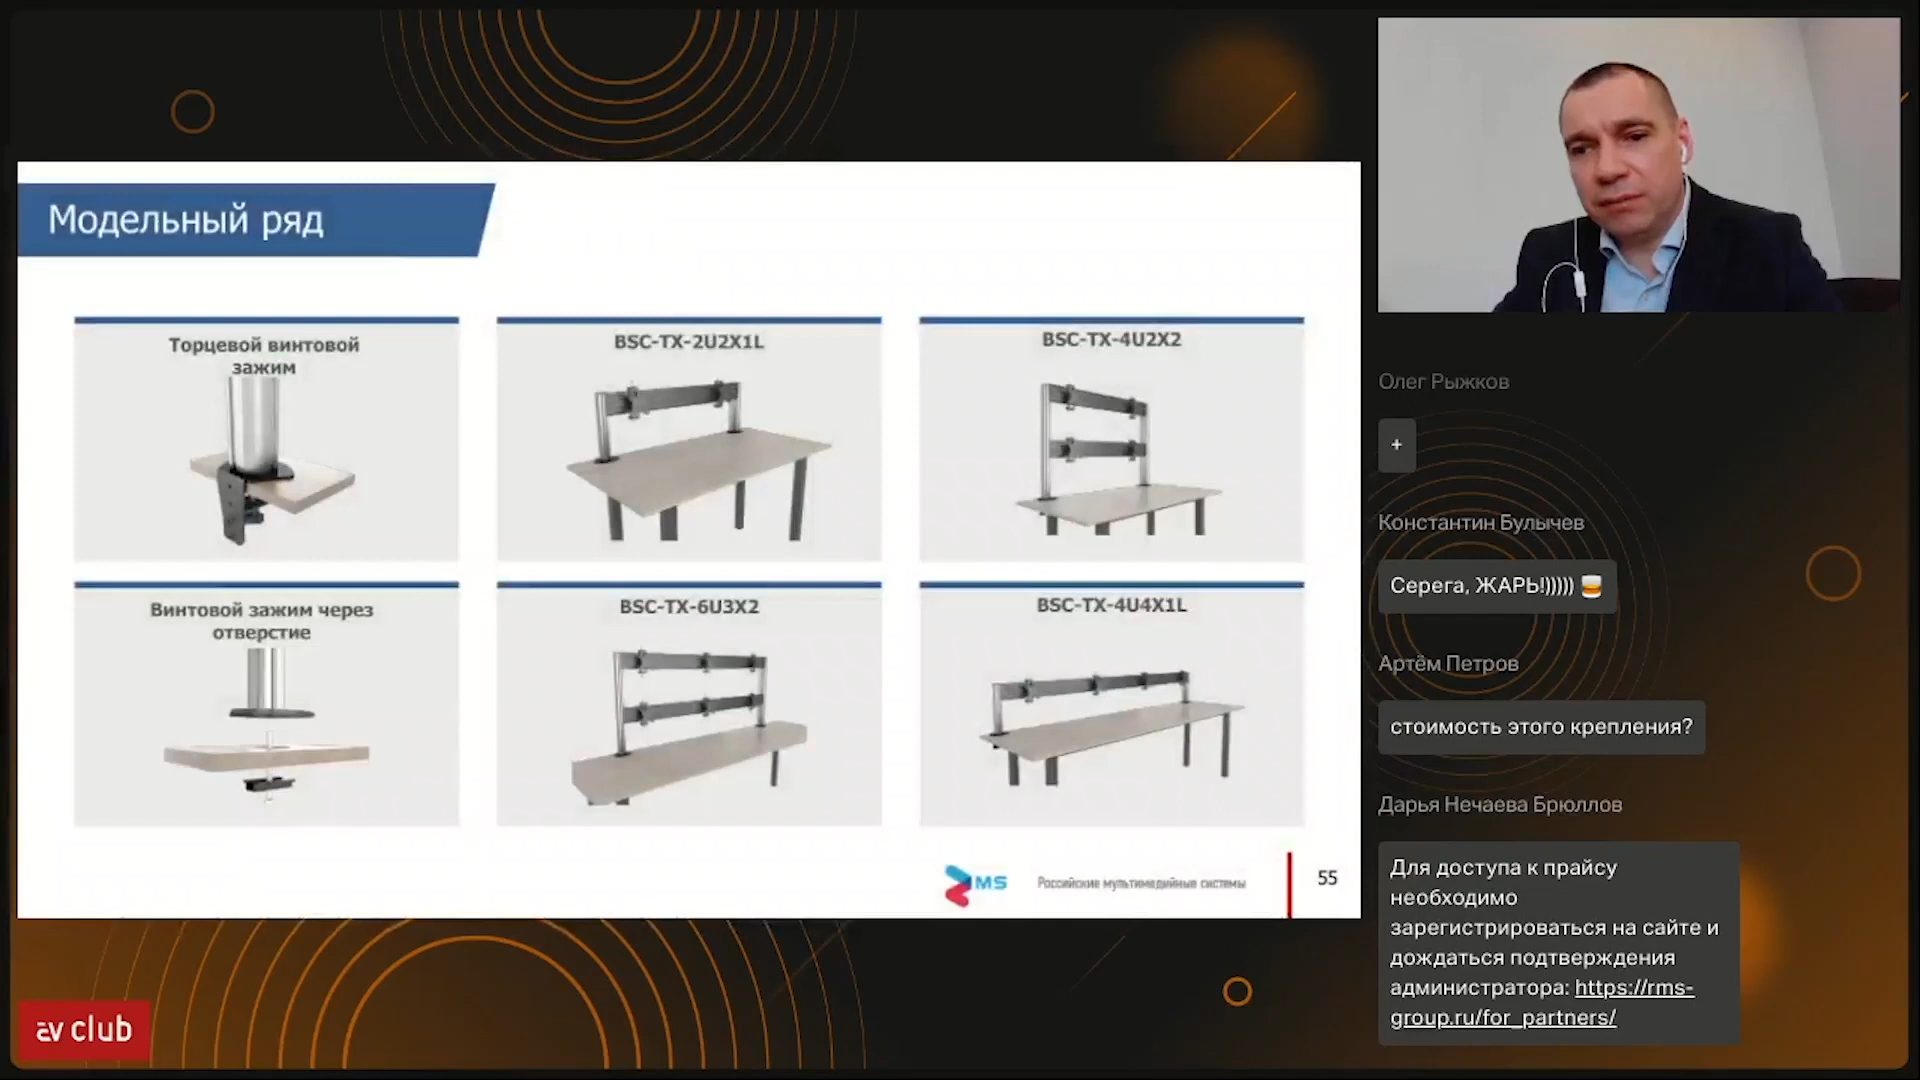 Модельный ряд
Торцевой винтовой
зажим
BSC-TX-2U2X1L
BSC-TX-4U2X2
Винтовой зажим через
отверстие
BSC-TX-6U3X2
BSC-TX-4U4X1L
MS
Российские мультимедийные системы
55
av club
Олег Рыжков
+
Константин Булычев
Серега, ЖАРЬ!))))) 🥃
Артём Петров
стоимость этого крепления?
Дарья Нечаева Брюллов
Для доступа к прайсу
необходимо
зарегистрироваться на сайте и
дождаться подтверждения
администратора: https://rms-
group.ru/for_partners/